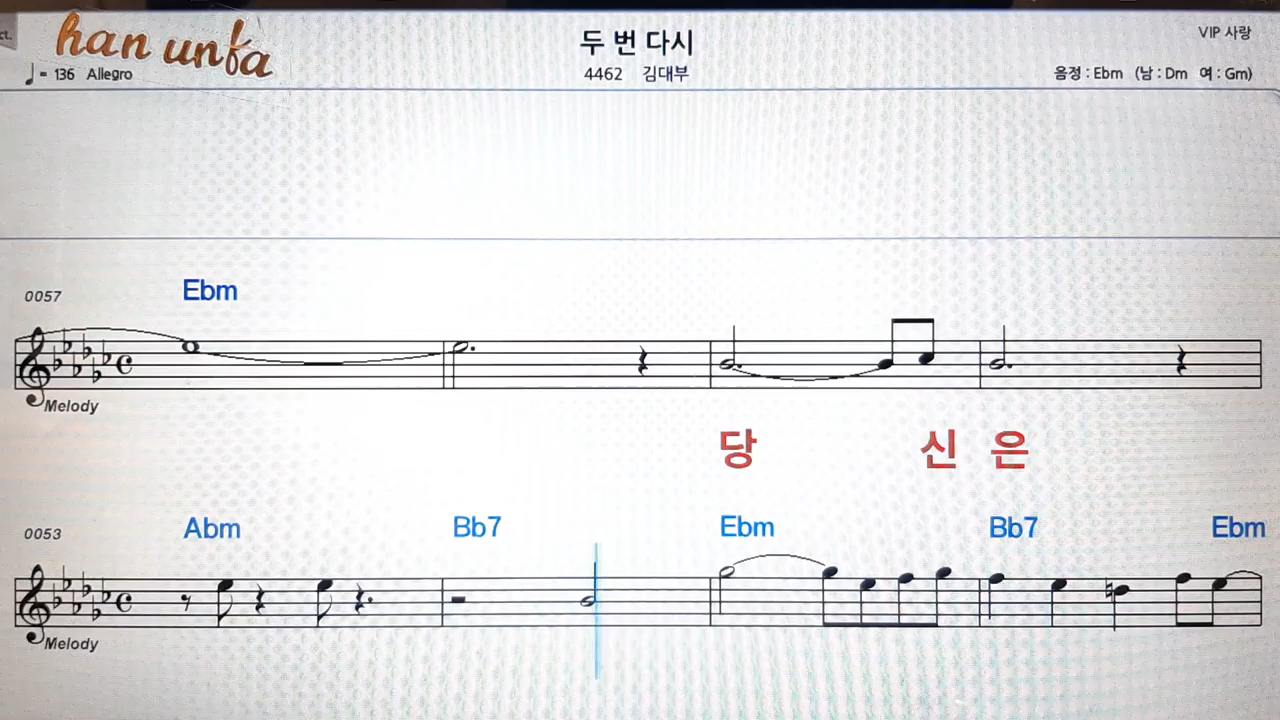 ct.
han unfa
두 번 다시
VIP 사랑
♩ = 136 Allegro
4462 김대부
음정 : Ebm (남 : Dm 여 : Gm)
0057
Ebm
Melody
당 신 은
0053
Abm Bb7 Ebm Bb7 Ebm
Melody